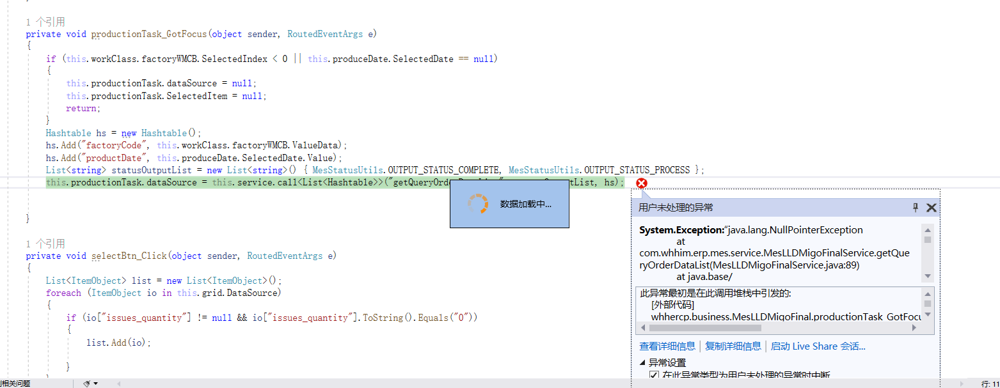 }
1 个引用
private void productionTask_GotFocus(object sender, RoutedEventArgs e)
{
if (this.workClass.factoryWMCB.SelectedIndex < 0 || this.produceDate.SelectedDate == null)
{
this.productionTask.dataSource = null;
this.productionTask.SelectedItem = null;
return;
}
Hashtable hs = new Hashtable();
hs.Add("factoryCode", this.workClass.factoryWMCB.ValueData);
hs.Add("productDate", this.produceDate.SelectedDate.Value);
List<string> statusOutputList = new List<string>() { MesStatusUtils.OUTPUT_STATUS_COMPLETE, MesStatusUtils.OUTPUT_STATUS_PROCESS };
this.productionTask.dataSource = this.service.call<List<Hashtable>>("getQueryOrde List, hs);
数据加载中...
}
1 个引用
private void selectBtn_Click(object sender, RoutedEventArgs e)
{
List<ItemObject> list = new List<ItemObject>();
foreach (ItemObject io in this.grid.DataSource)
{
if (io["issues_quantity"] != null && io["issues_quantity"].ToString().Equals("0"))
{
list.Add(io);
}
用户未处理的异常
System.Exception:“java.lang.NullPointerException
at
com.whhim.erp.mes.service.MesLLDMigoFinalService.getQue
ryOrderDataList(MesLLDMigoFinalService.java:89)
at java.base/
此异常最初是在此调用堆栈中引发的:
[外部代码]
whhercp.business.MesLLDMigoFinal.productionTask_GotFocu
查看详细信息 | 复制详细信息 | 启动 Live Share 会话...
异常设置
在此异常类型为用户未处理的异常时中断
相关问题
行: 11